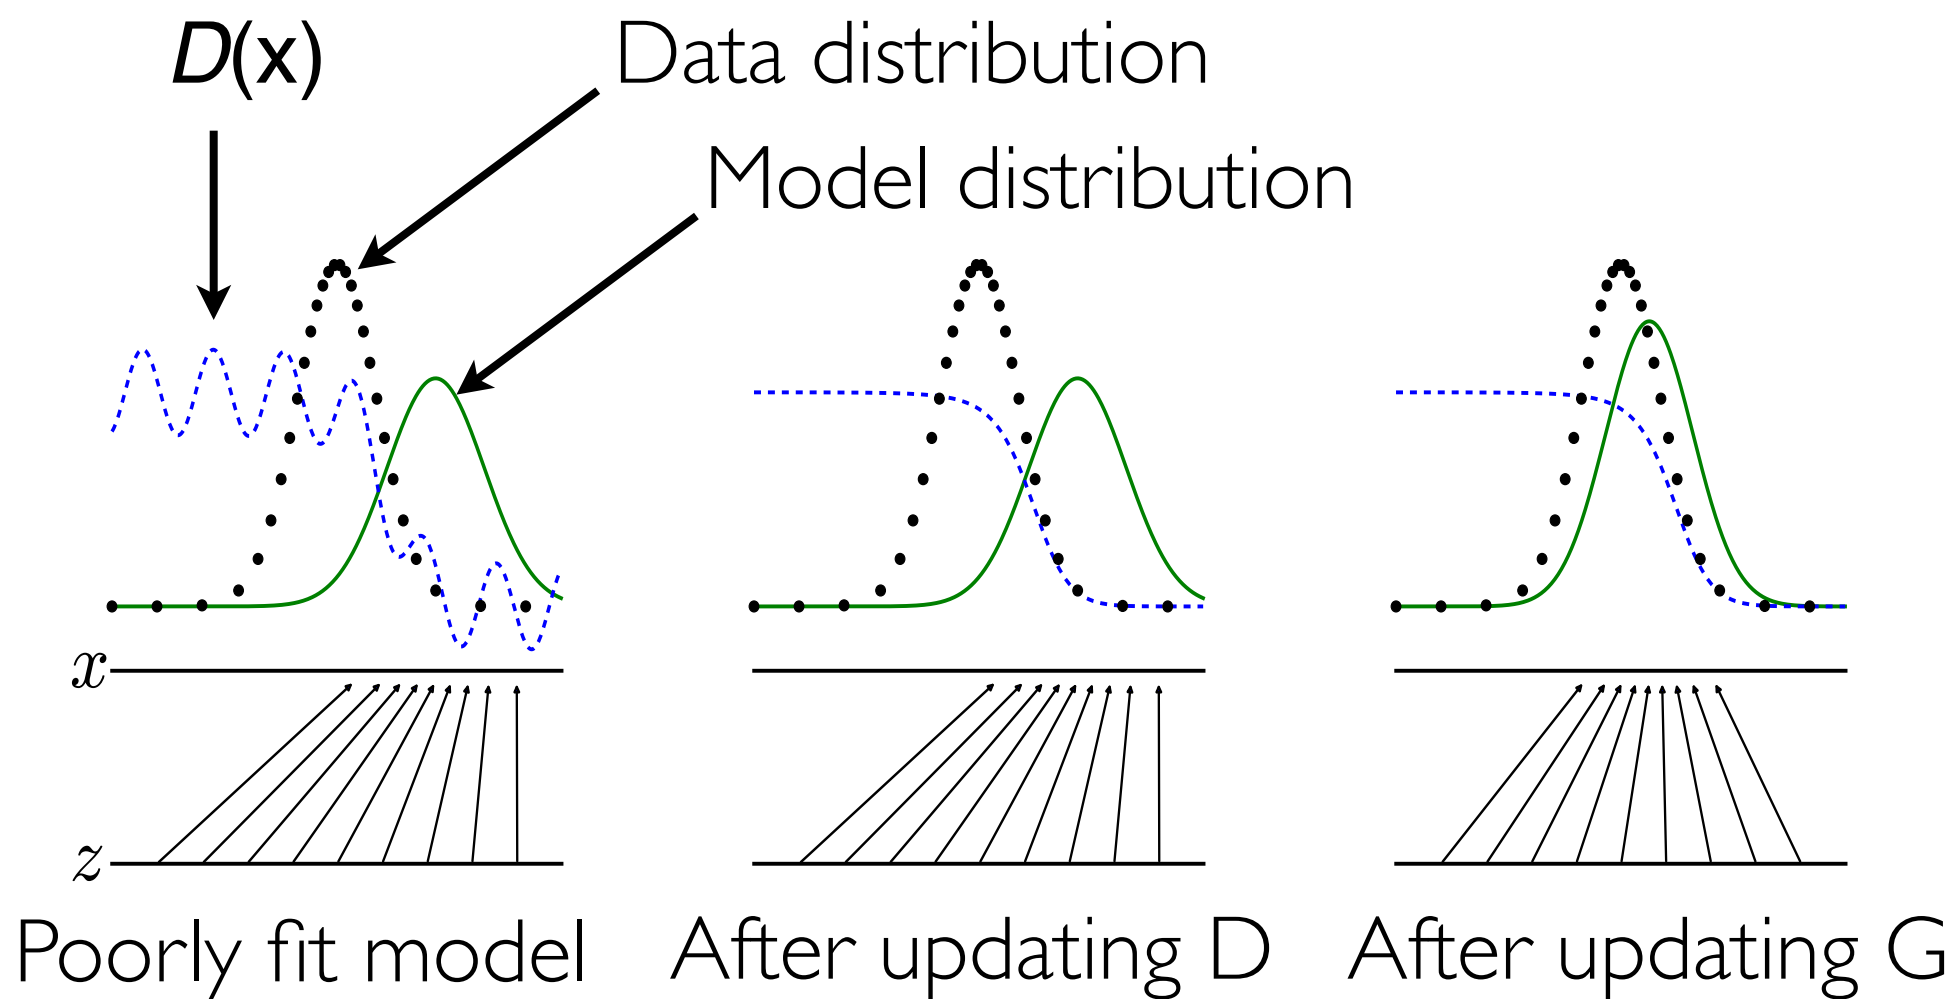 D(x)
Data distribution
Model distribution
x
z
Poorly fit model
After updating D
After updating G